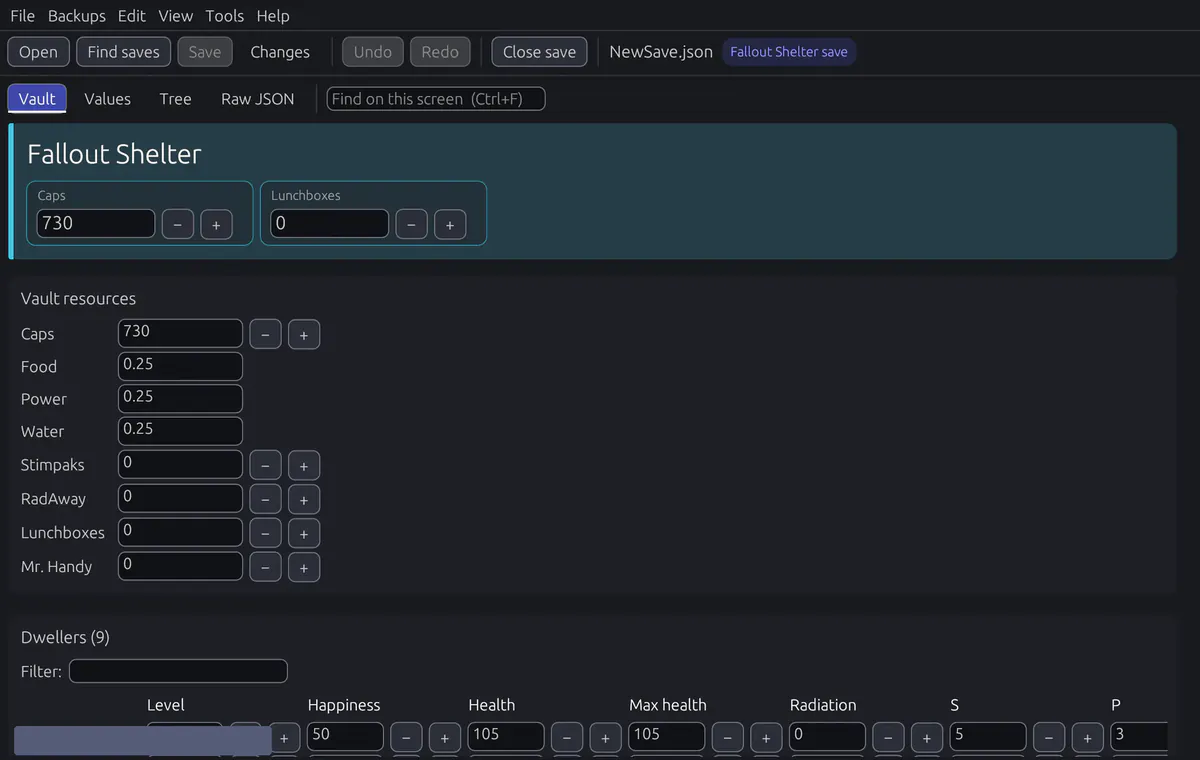 File Backups Edit View Tools Help
Open Find saves Save Changes Undo Redo Close save NewSave.json Fallout Shelter save
Vault Values Tree Raw JSON Find on this screen (Ctrl+F)
Fallout Shelter
Caps Lunchboxes
730 − + 0 − +
Vault resources
Caps 730 − +
Food 0.25
Power 0.25
Water 0.25
Stimpaks 0 − +
RadAway 0 − +
Lunchboxes 0 − +
Mr. Handy 0 − +
Dwellers (9)
Filter:
Level Happiness Health Max health Radiation S P
+ 50 − + 105 − + 105 − + 0 − + 5 − + 3